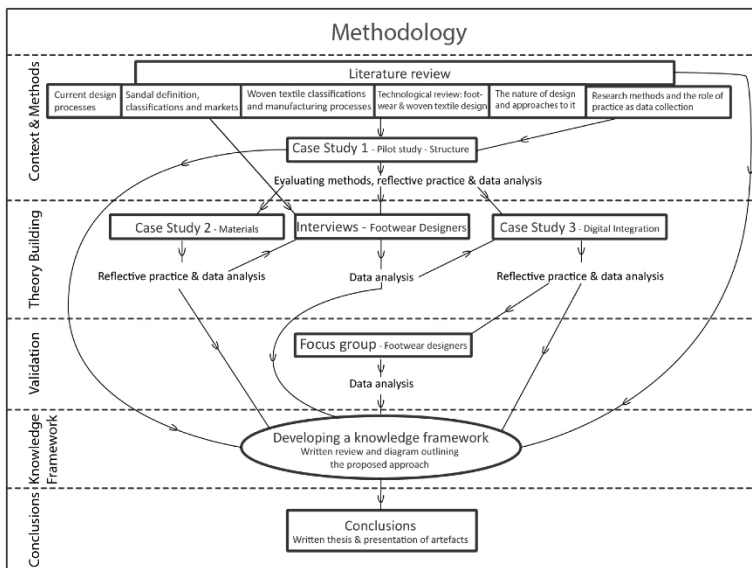 Methodology
Context & Methods
Literature review
Current design
processes
Sandal definition,
classifications and markets
Woven textile classifications
and manufacturing processes
Technological review: foot-
wear & woven textile design
The nature of design
and approaches to it
Research methods and the role of
practice as data collection
Case Study 1 - Pilot study - Structure
Evaluating methods, reflective practice & data analysis
Theory Building
Case Study 2 - Materials
Interviews - Footwear Designers
Case Study 3 - Digital Integration
Reflective practice & data analysis
Data analysis
Reflective practice & data analysis
Validation
Focus group - Footwear designers
Data analysis
Knowledge
Framework
Developing a knowledge framework
Written review and diagram outlining
the proposed approach
Conclusions
Conclusions
Written thesis & presentation of artefacts